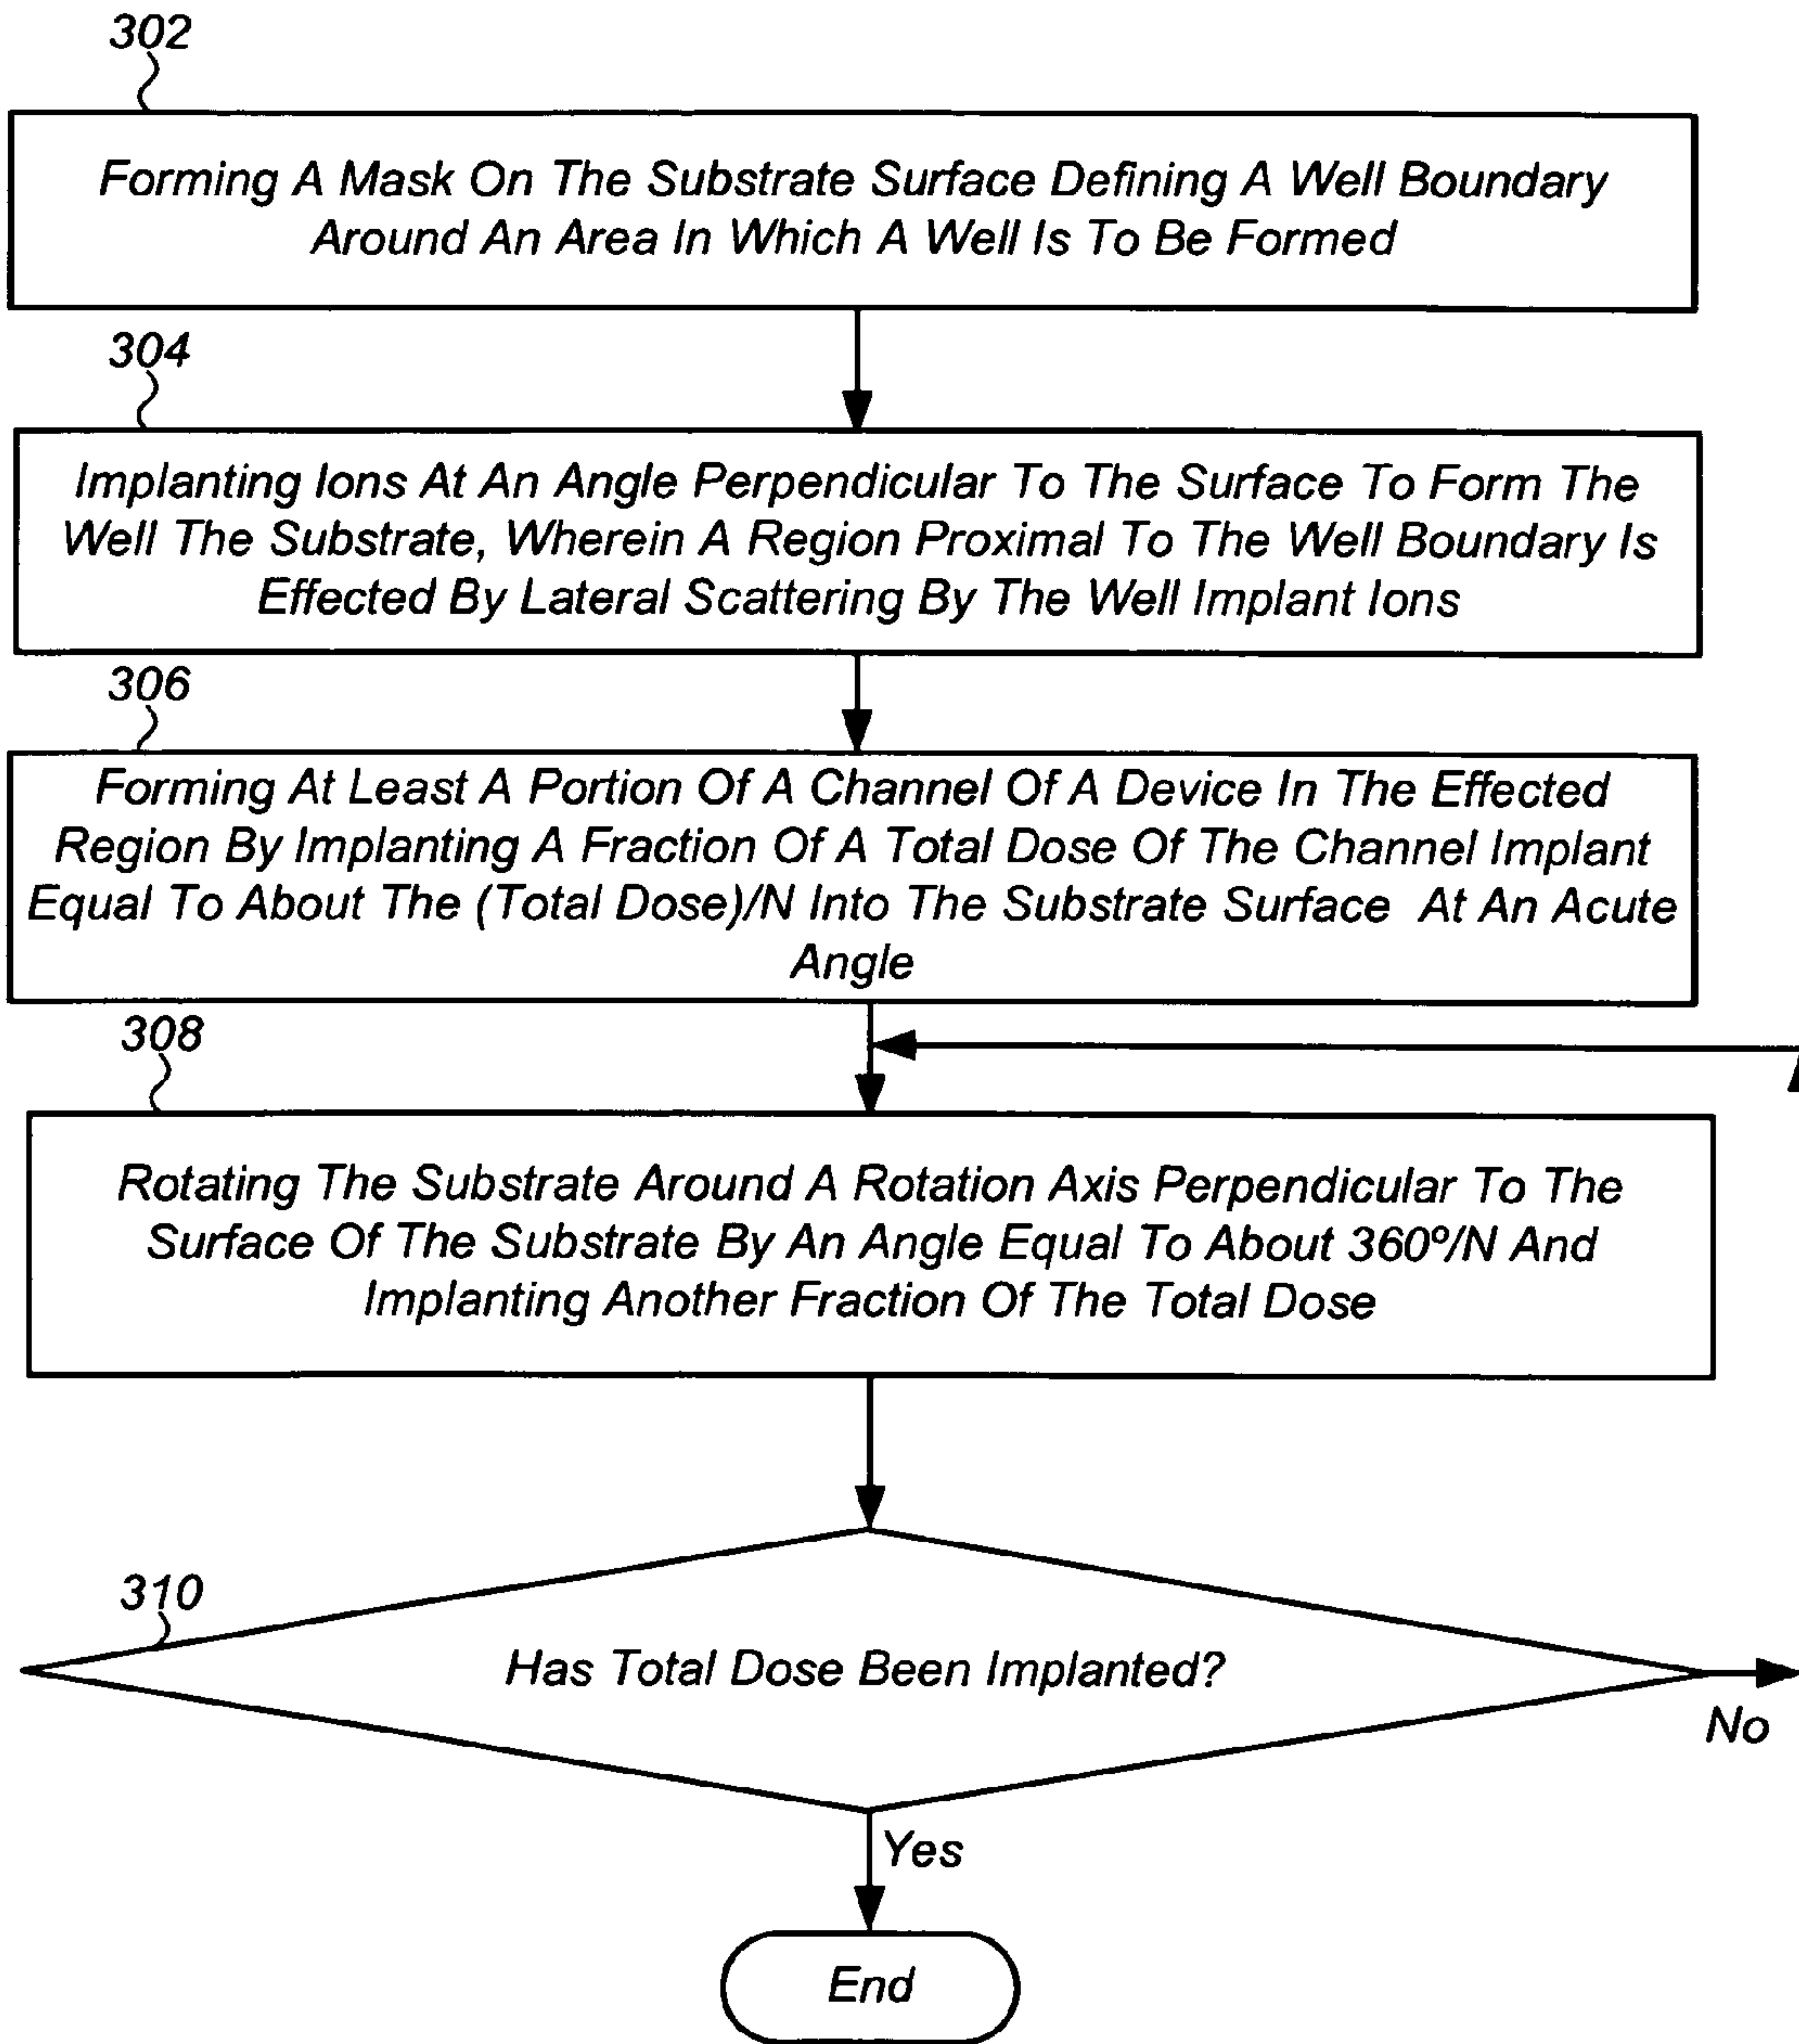 302
Forming A Mask On The Substrate Surface Defining A Well Boundary
Around An Area In Which A Well Is To Be Formed
304
Implanting Ions At An Angle Perpendicular To The Surface To Form The
Well The Substrate, Wherein A Region Proximal To The Well Boundary Is
Effected By Lateral Scattering By The Well Implant Ions
306
Forming At Least A Portion Of A Channel Of A Device In The Effected
Region By Implanting A Fraction Of A Total Dose Of The Channel Implant
Equal To About The (Total Dose)/N Into The Substrate Surface At An Acute
Angle
308
Rotating The Substrate Around A Rotation Axis Perpendicular To The
Surface Of The Substrate By An Angle Equal To About 360º/N And
Implanting Another Fraction Of The Total Dose
310
Has Total Dose Been Implanted?
No
Yes
End